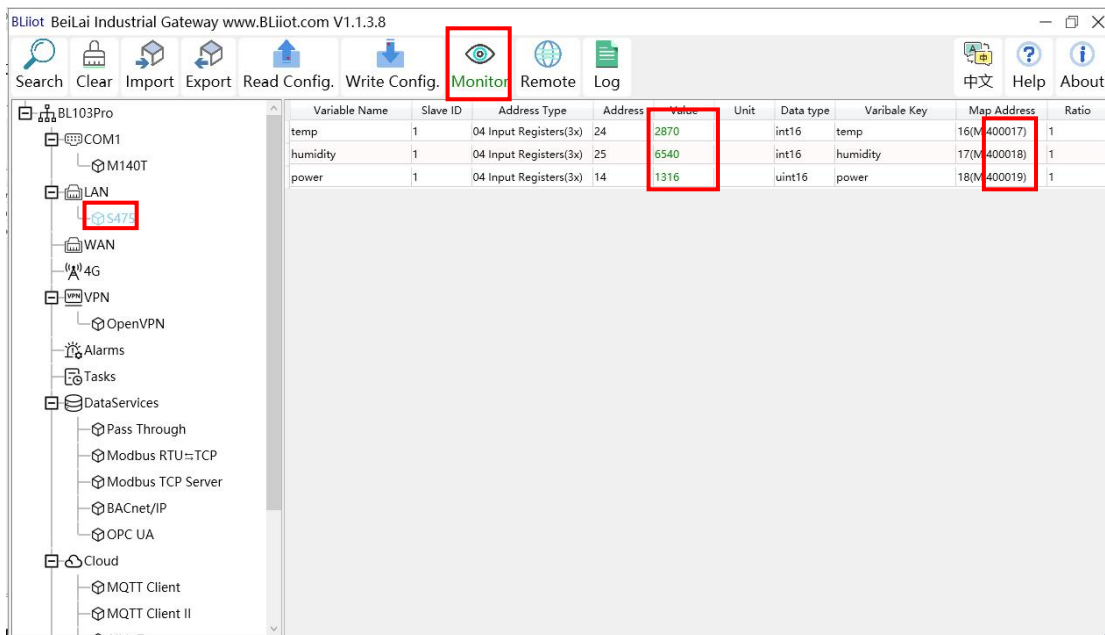 BLiiot BeiLai Industrial Gateway www.BLiiot.com V1.1.3.8
Search Clear Import Export Read Config. Write Config. Monitor Remote Log 中文 Help About
BL103Pro
COM1
M140T
LAN
S475
WAN
4G
VPN
VPN
OpenVPN
Alarms
Tasks
DataServices
Pass Through
Modbus RTU⇆TCP
Modbus TCP Server
BACnet/IP
OPC UA
Cloud
MQTT Client
MQTT Client II
Variable Name Slave ID Address Type Address Value Unit Data type Varibale Key Map Address Ratio
temp 1 04 Input Registers(3x) 24 2870 int16 temp 16(M 400017) 1
humidity 1 04 Input Registers(3x) 25 6540 int16 humidity 17(M 400018) 1
power 1 04 Input Registers(3x) 14 1316 uint16 power 18(M 400019) 1